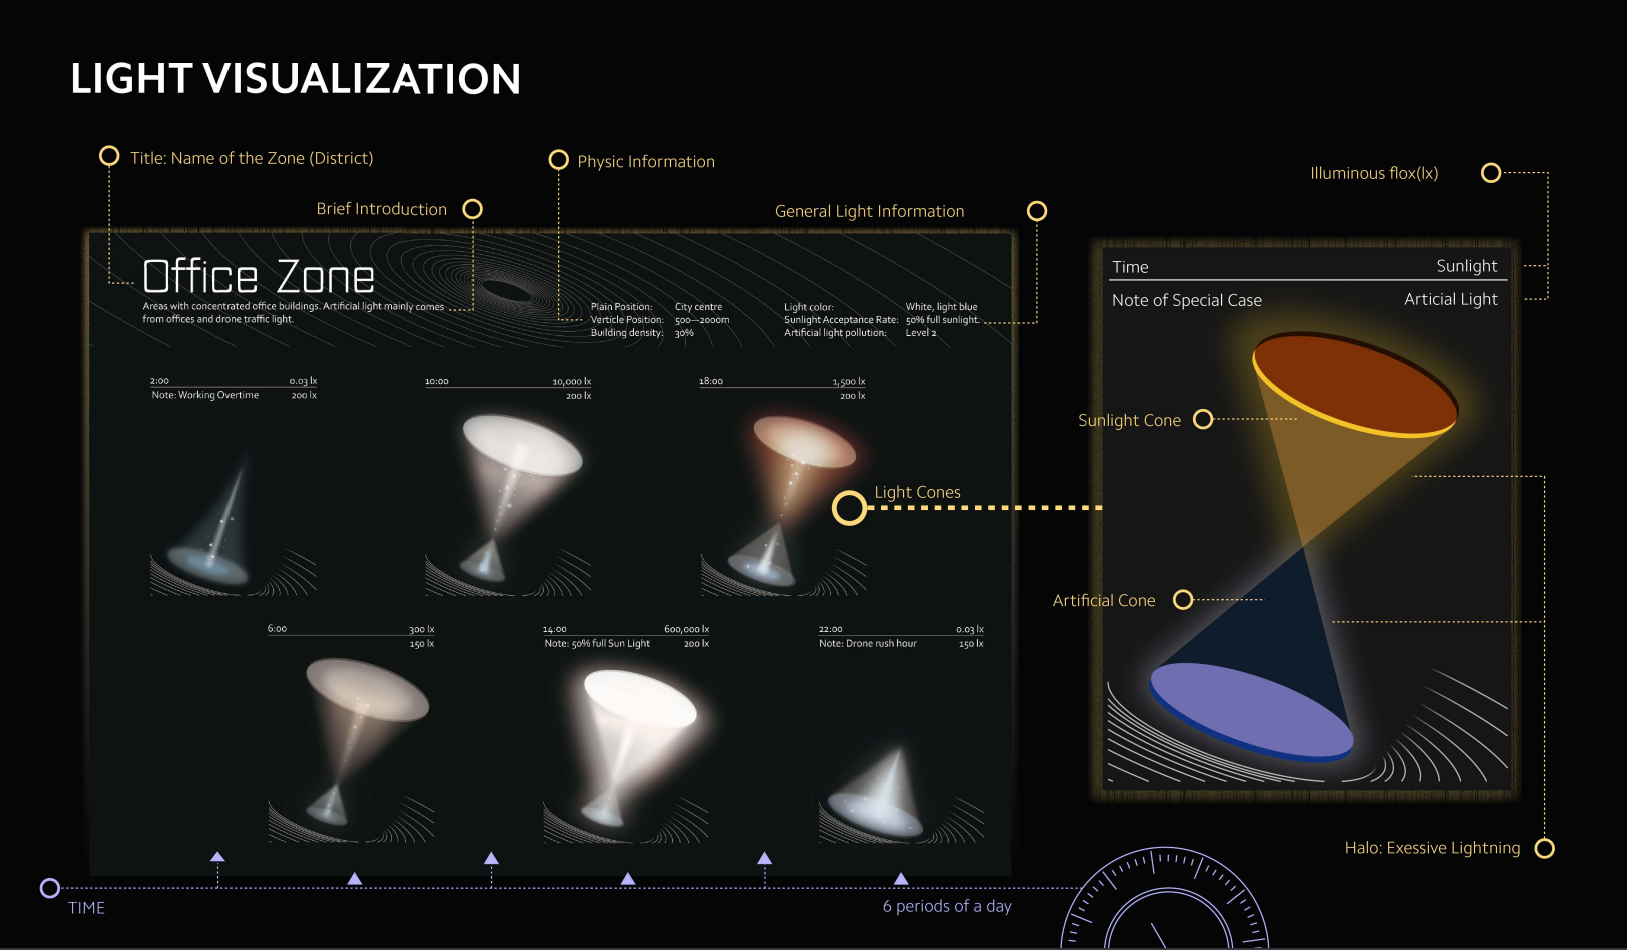 LIGHT VISUALIZATION
Title: Name of the Zone (District)
Physic Information
Illuminous flox(lx)
Brief Introduction
General Light Information
Office Zone
Areas with concentrated office buildings. Artificial light mainly comes
from offices and drone traffic light.
Plain Position: City centre
Verticle Position: 500—2000m
Building density: 30%
Light color: White, light blue
Sunlight Acceptance Rate: 50% full sunlight.
Artificial light pollution: Level 2
Time Sunlight
Note of Special Case Articial Light
2:00 0.03 lx
Note: Working Overtime 200 lx
10:00 10,000 lx
200 lx
18:00 1,500 lx
200 lx
Sunlight Cone
Light Cones
Artificial Cone
6:00 300 lx
150 lx
14:00 600,000 lx
Note: 50% full Sun Light 200 lx
22:00 0.03 lx
Note: Drone rush hour 150 lx
Halo: Exessive Lightning
TIME
6 periods of a day